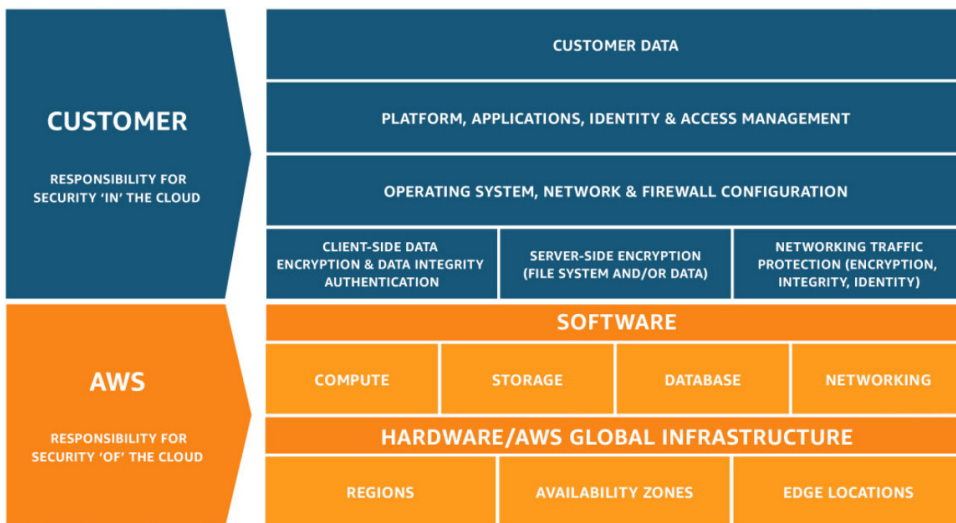 CUSTOMER
RESPONSIBILITY FOR
SECURITY ‘IN’ THE CLOUD
CUSTOMER DATA
PLATFORM, APPLICATIONS, IDENTITY & ACCESS MANAGEMENT
OPERATING SYSTEM, NETWORK & FIREWALL CONFIGURATION
CLIENT-SIDE DATA
ENCRYPTION & DATA INTEGRITY
AUTHENTICATION
SERVER-SIDE ENCRYPTION
(FILE SYSTEM AND/OR DATA)
NETWORKING TRAFFIC
PROTECTION (ENCRYPTION,
INTEGRITY, IDENTITY)
AWS
RESPONSIBILITY FOR
SECURITY ‘OF’ THE CLOUD
SOFTWARE
COMPUTE
STORAGE
DATABASE
NETWORKING
HARDWARE/AWS GLOBAL INFRASTRUCTURE
REGIONS
AVAILABILITY ZONES
EDGE LOCATIONS